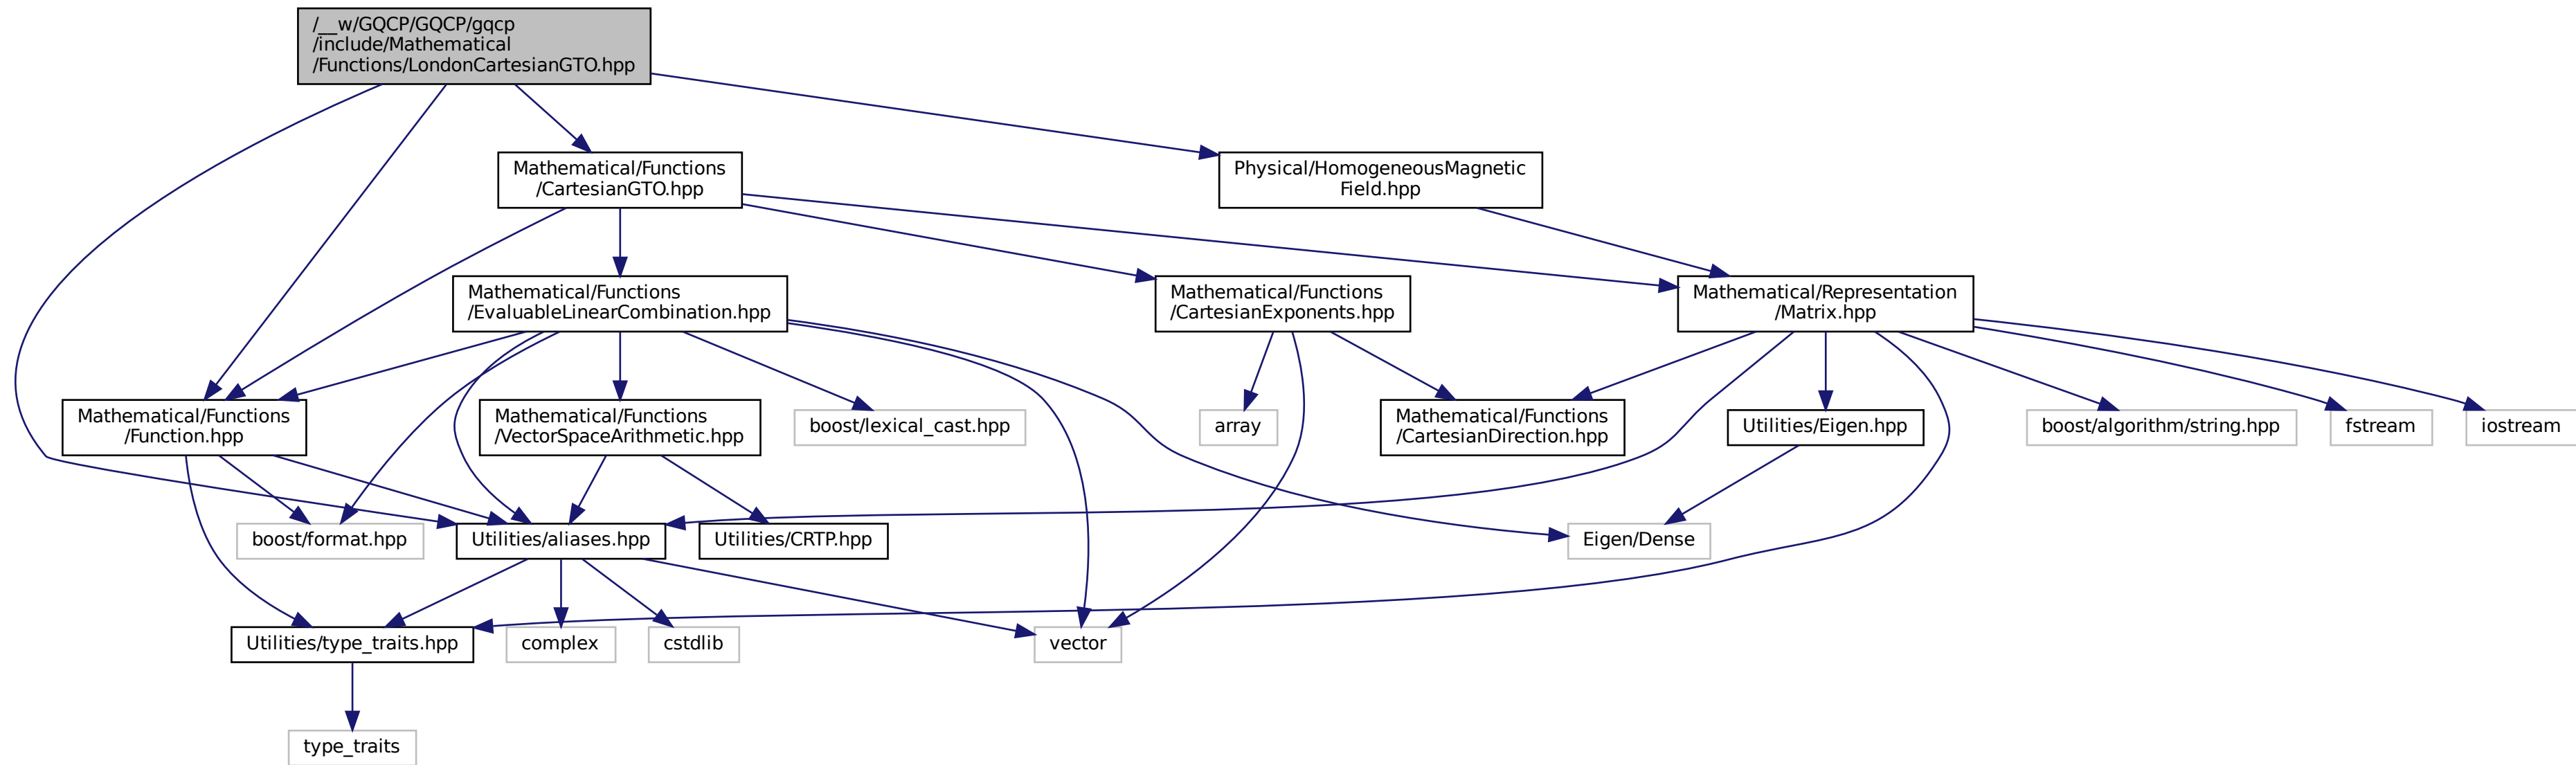 /__w/GQCP/GQCP/gqcp
/include/Mathematical
/Functions/LondonCartesianGTO.hpp
Mathematical/Functions
/CartesianGTO.hpp
Physical/HomogeneousMagnetic
Field.hpp
Mathematical/Functions
/EvaluableLinearCombination.hpp
Mathematical/Functions
/CartesianExponents.hpp
Mathematical/Representation
/Matrix.hpp
Mathematical/Functions
/Function.hpp
Mathematical/Functions
/VectorSpaceArithmetic.hpp
boost/lexical_cast.hpp
array
Mathematical/Functions
/CartesianDirection.hpp
Utilities/Eigen.hpp
boost/algorithm/string.hpp
fstream
iostream
boost/format.hpp
Utilities/aliases.hpp
Utilities/CRTP.hpp
Eigen/Dense
Utilities/type_traits.hpp
complex
cstdlib
vector
type_traits